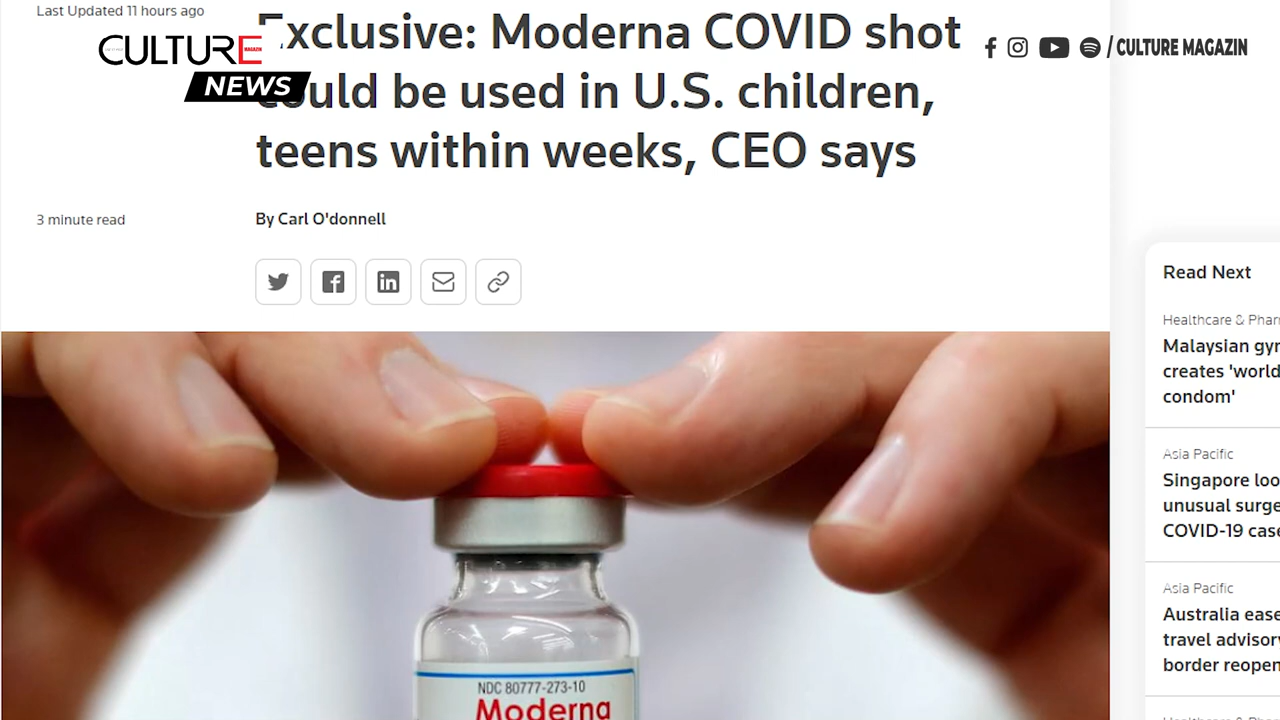 Last Updated 11 hours ago
CULTURE
MAGAZIN
NEWS
Exclusive: Moderna COVID shot
could be used in U.S. children,
teens within weeks, CEO says
3 minute read
By Carl O'donnell
/ CULTURE MAGAZIN
NDC 80777-273-10
Moderna
Read Next
Healthcare & Phar
Malaysian gyn
creates 'world
condom'
Asia Pacific
Singapore loo
unusual surge
COVID-19 case
Asia Pacific
Australia ease
travel advisory
border reopen